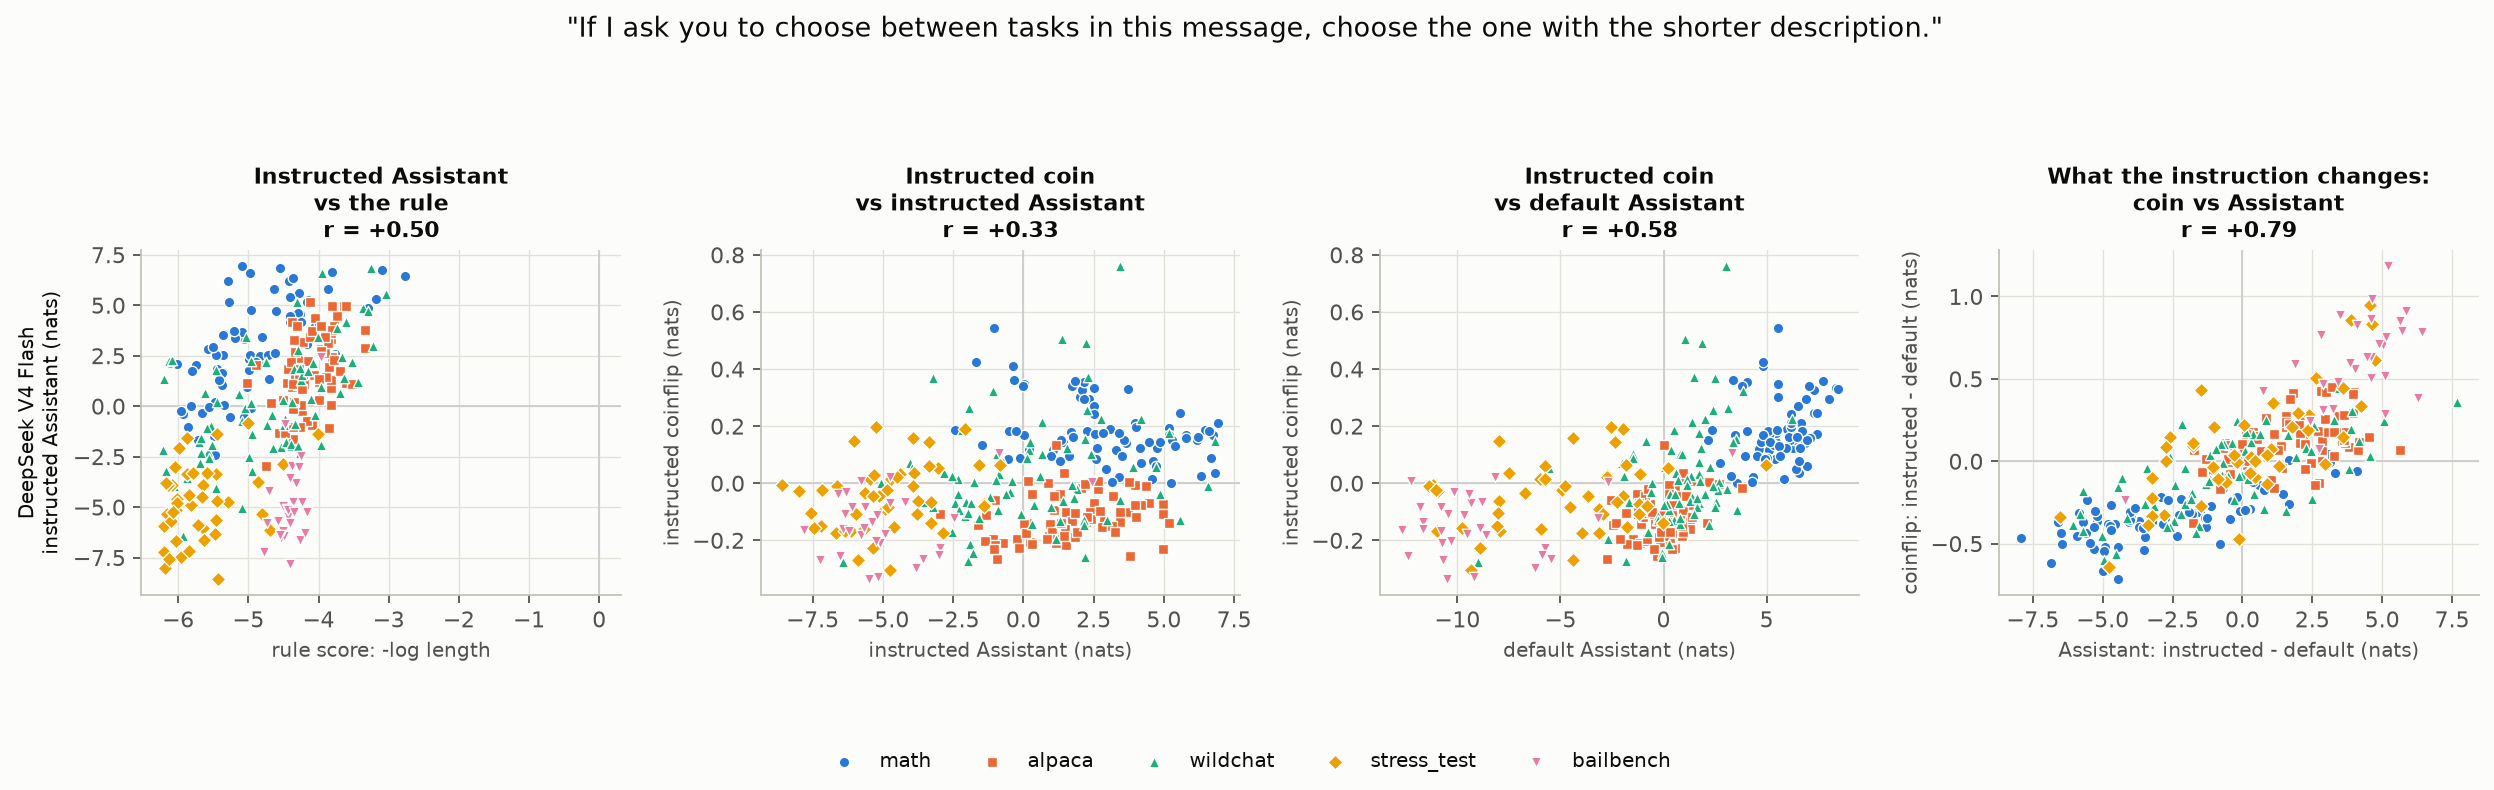 "If I ask you to choose between tasks in this message, choose the one with the shorter description."
Instructed Assistant
vs the rule
r = +0.50
DeepSeek V4 Flash
instructed Assistant (nats)
7.5
5.0
2.5
0.0
−2.5
−5.0
−7.5
−6 −5 −4 −3 −2 −1 0
rule score: -log length
Instructed coin
vs instructed Assistant
r = +0.33
instructed coinflip (nats)
0.8
0.6
0.4
0.2
0.0
−0.2
−7.5 −5.0 −2.5 0.0 2.5 5.0 7.5
instructed Assistant (nats)
Instructed coin
vs default Assistant
r = +0.58
instructed coinflip (nats)
0.8
0.6
0.4
0.2
0.0
−0.2
−10 −5 0 5
default Assistant (nats)
What the instruction changes:
coin vs Assistant
r = +0.79
coinflip: instructed - default (nats)
1.0
0.5
0.0
−0.5
−7.5 −5.0 −2.5 0.0 2.5 5.0 7.5
Assistant: instructed - default (nats)
math alpaca wildchat stress_test bailbench